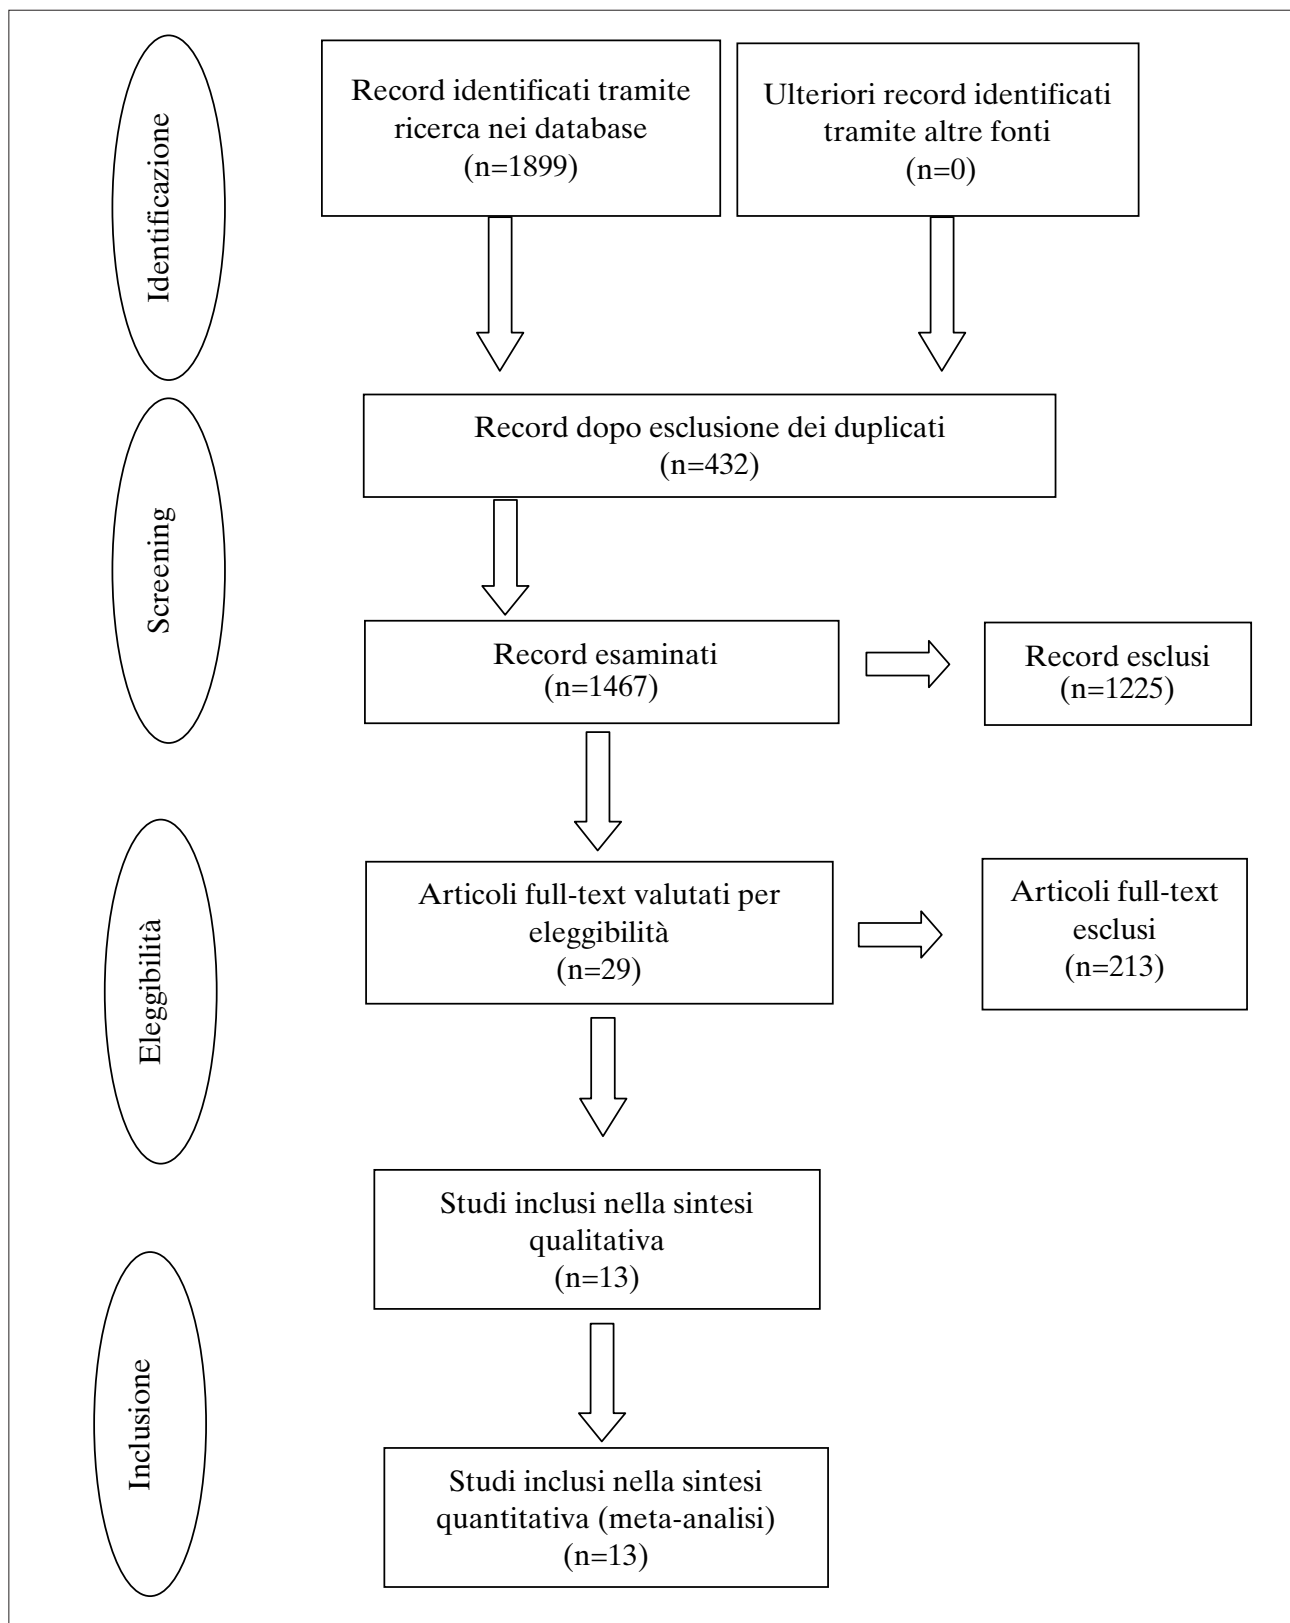 Identificazione
Record identificati tramite
ricerca nei database
(n=1899)
Ulteriori record identificati
tramite altre fonti
(n=0)
Record dopo esclusione dei duplicati
(n=432)
Screening
Record esaminati
(n=1467)
Record esclusi
(n=1225)
Eleggibilità
Articoli full-text valutati per
eleggibilità
(n=29)
Articoli full-text
esclusi
(n=213)
Studi inclusi nella sintesi
qualitativa
(n=13)
Inclusione
Studi inclusi nella sintesi
quantitativa (meta-analisi)
(n=13)